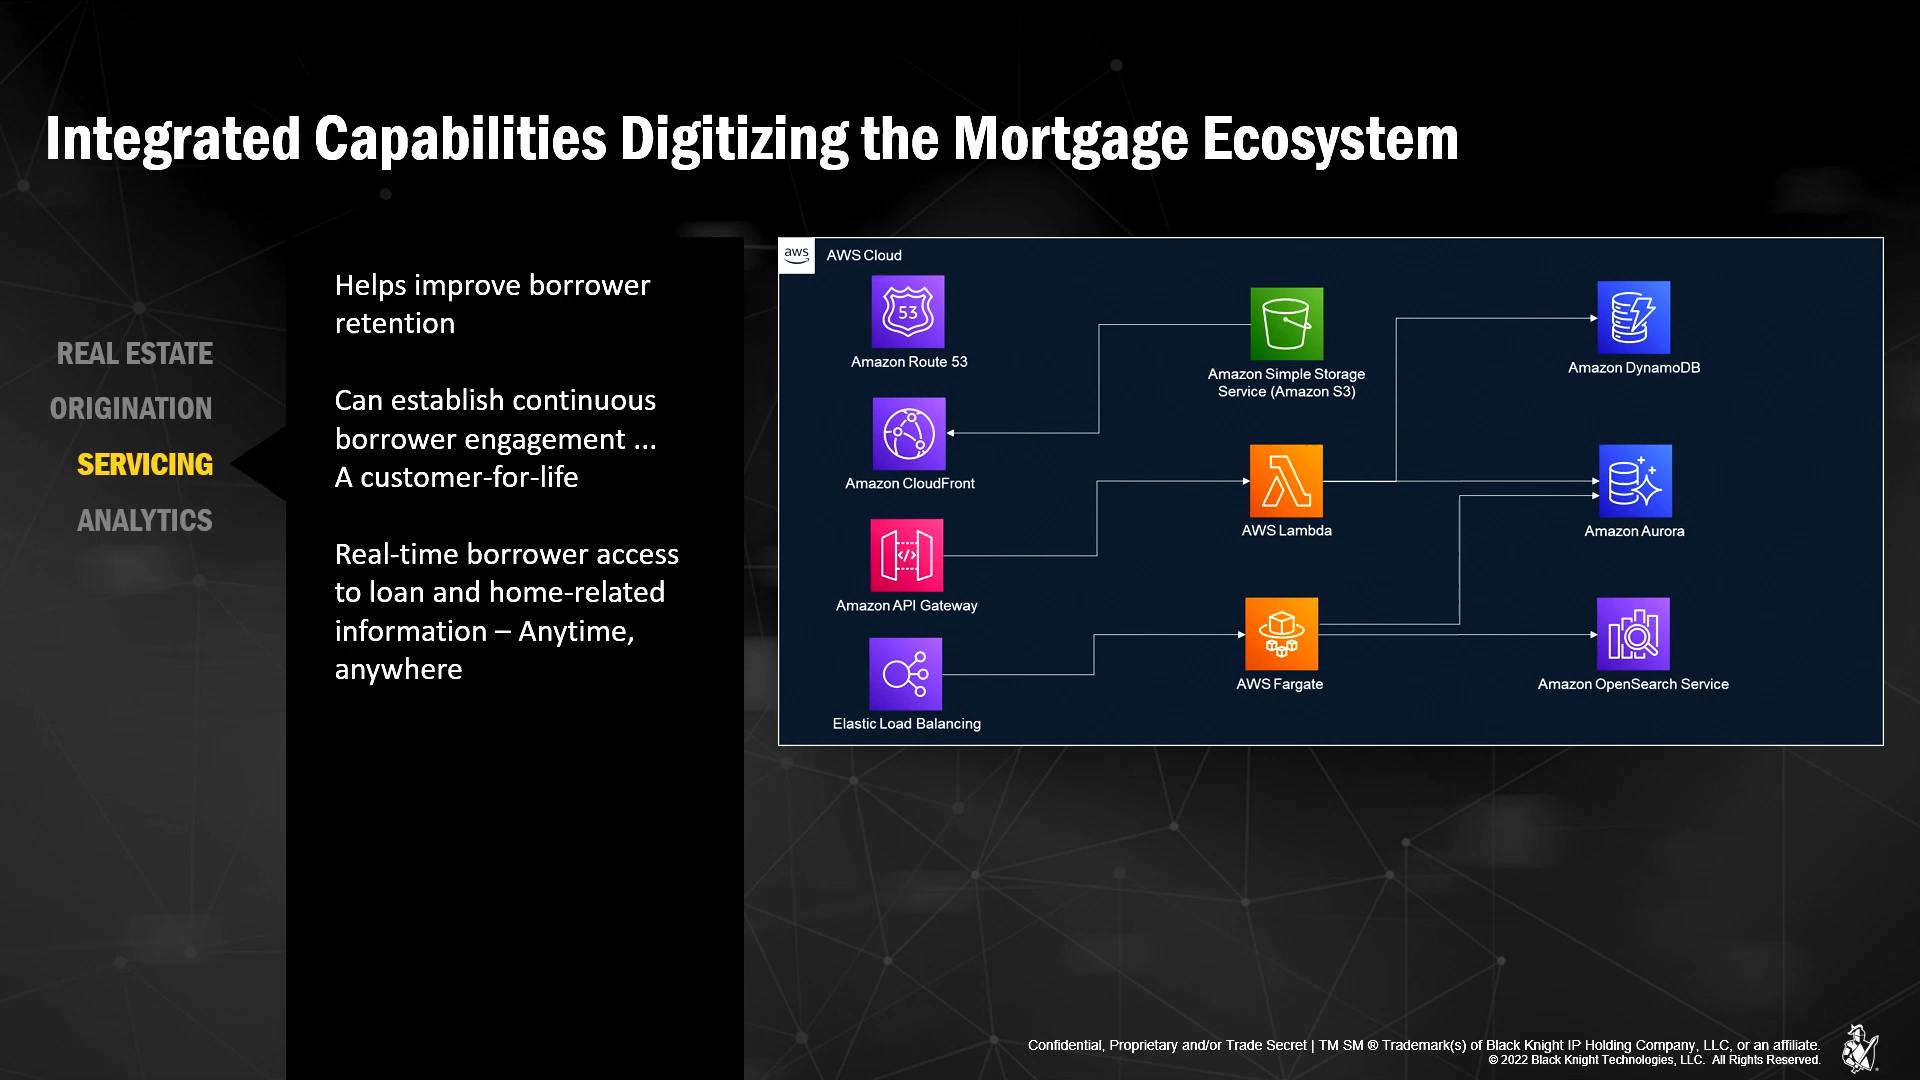 Integrated Capabilities Digitizing the Mortgage Ecosystem
REAL ESTATE
ORIGINATION
SERVICING
ANALYTICS
Helps improve borrower
retention
Can establish continuous
borrower engagement ...
A customer-for-life
Real-time borrower access
to loan and home-related
information – Anytime,
anywhere
aws
AWS Cloud
53
Amazon Route 53
Amazon CloudFront
</>
Amazon API Gateway
Elastic Load Balancing
Amazon Simple Storage
Service (Amazon S3)
AWS Lambda
AWS Fargate
Amazon DynamoDB
Amazon Aurora
Amazon OpenSearch Service
Confidential, Proprietary and/or Trade Secret | TM SM ® Trademark(s) of Black Knight IP Holding Company, LLC, or an affiliate.
© 2022 Black Knight Technologies, LLC. All Rights Reserved.